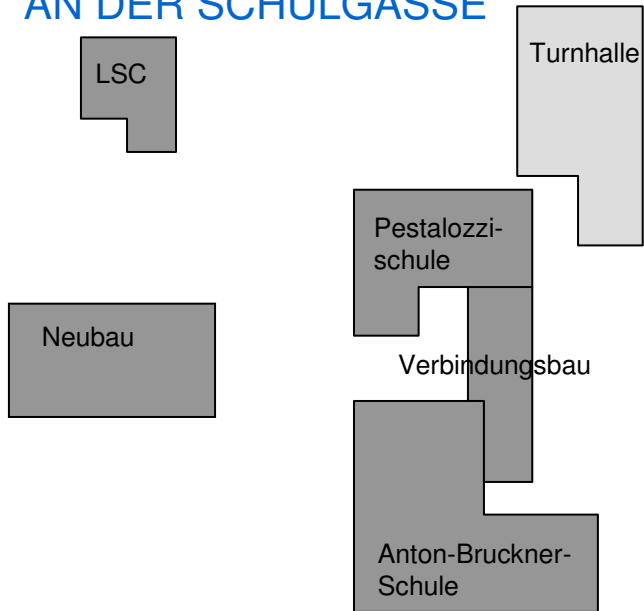 AN DER SCHULGASSE
Turnhalle
LSC
Pestalozzi-
schule
Neubau
Verbindungsbau
Anton-Bruckner-
Schule